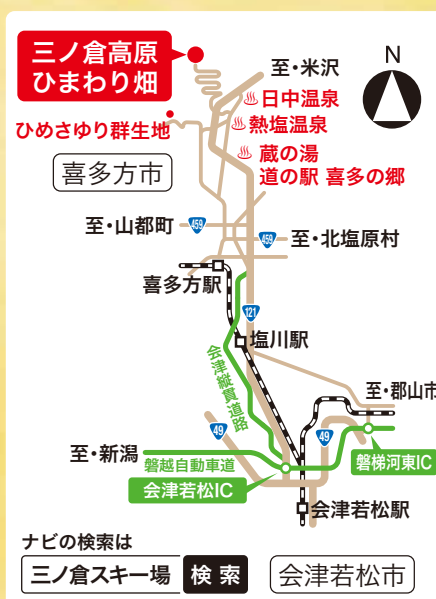 三ノ倉高原
ひまわり畑
N
至・米沢
日中温泉
ひめさゆり群生地
熱塩温泉
喜多方市
蔵の湯
道の駅 喜多の郷
至・山都町
459
459
至・北塩原村
喜多方駅
121
塩川駅
会津縦貫道路
至・郡山市
49
49
至・新潟
磐越自動車道
磐梯河東IC
会津若松IC
会津若松駅
ナビの検索は
三ノ倉スキー場 検索
会津若松市